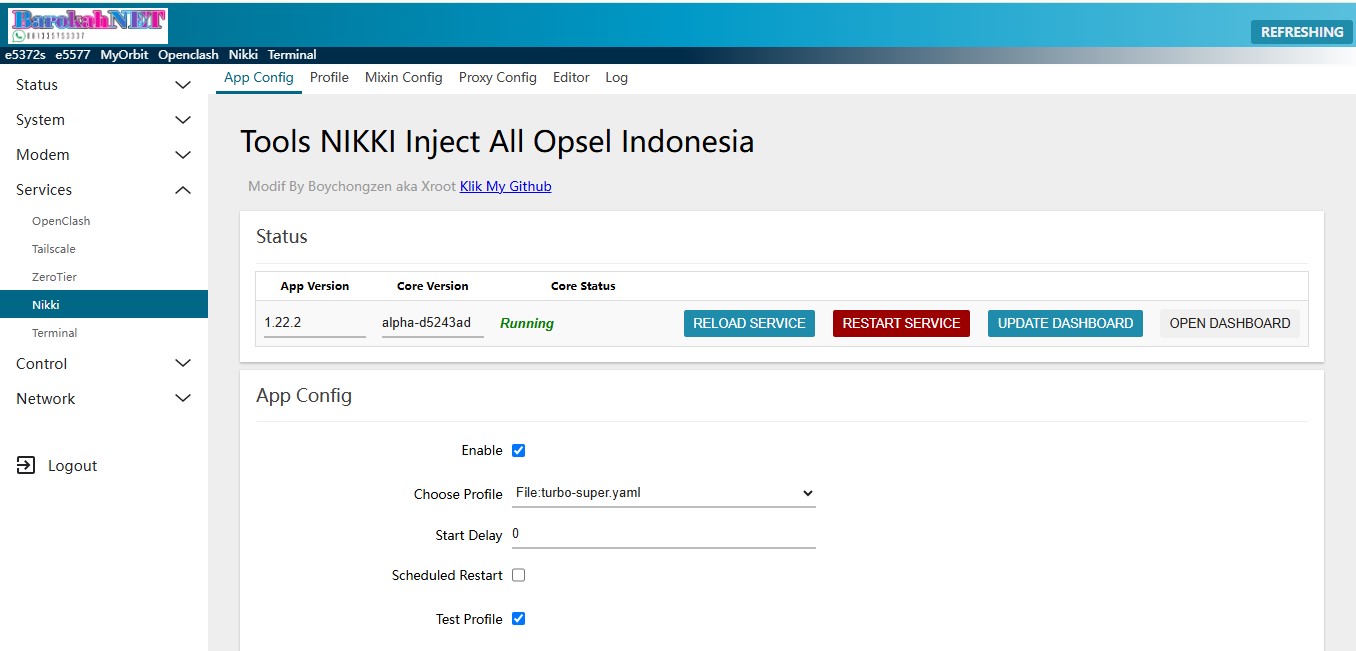 BarokahNET
REFRESHING
e5372s e5577 MyOrbit Openclash Nikki Terminal
Status
System
Modem
Services
OpenClash
Tailscale
ZeroTier
Nikki
Terminal
Control
Network
Logout
App Config Profile Mixin Config Proxy Config Editor Log
Tools NIKKI Inject All Opsel Indonesia
Modif By Boychongzen aka Xroot Klik My Github
Status
App Version Core Version Core Status
1.22.2 alpha-d5243ad Running RELOAD SERVICE RESTART SERVICE UPDATE DASHBOARD OPEN DASHBOARD
App Config
Enable
Choose Profile File:turbo-super.yaml
Start Delay 0
Scheduled Restart
Test Profile